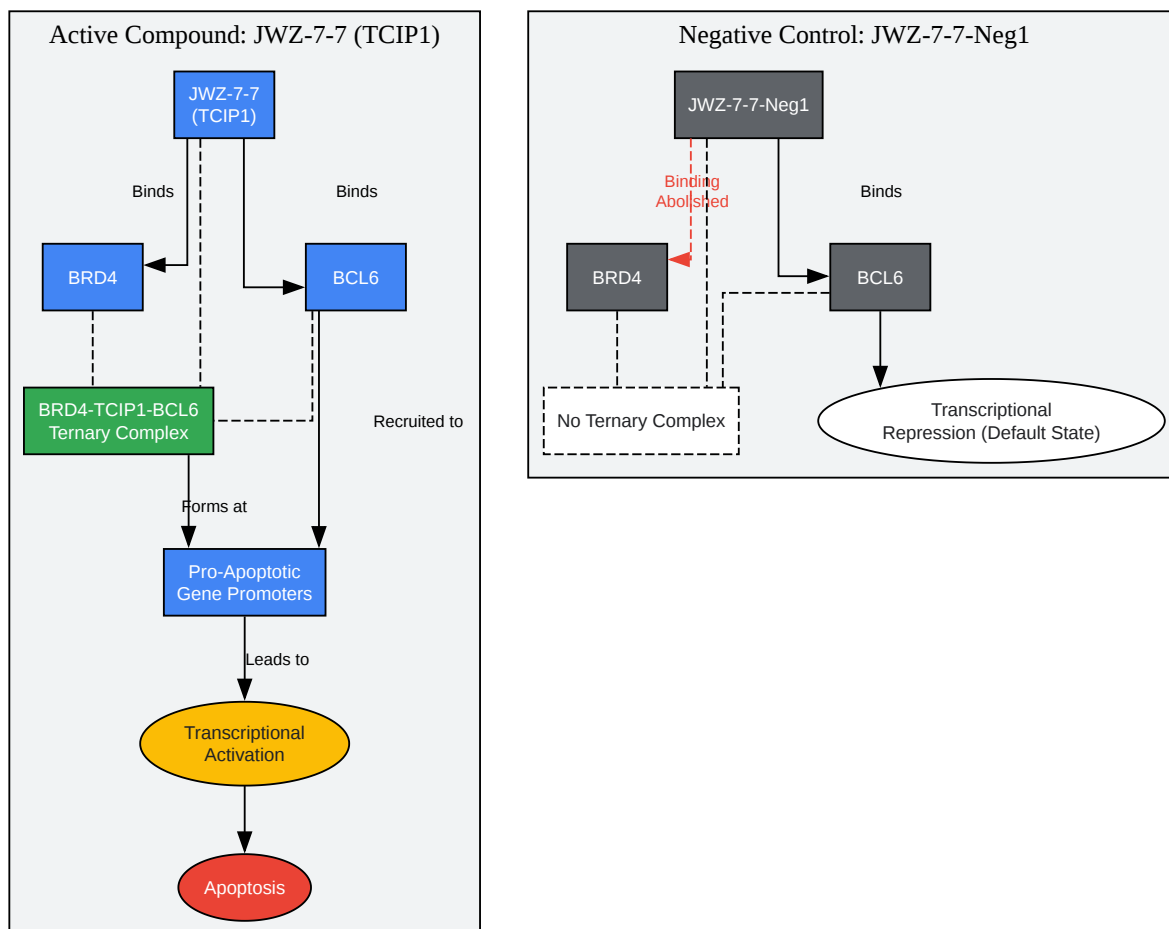 Active Compound: JWZ-7-7 (TCIP1)
JWZ-7-7
(TCIP1)
Binds
Binds
BRD4
BCL6
BRD4-TCIP1-BCL6
Ternary Complex
Recruited to
Forms at
Pro-Apoptotic
Gene Promoters
Leads to
Transcriptional
Activation
Apoptosis
Negative Control: JWZ-7-7-Neg1
JWZ-7-7-Neg1
Binding
Abolished
Binds
BRD4
BCL6
No Ternary Complex
Transcriptional
Repression (Default State)